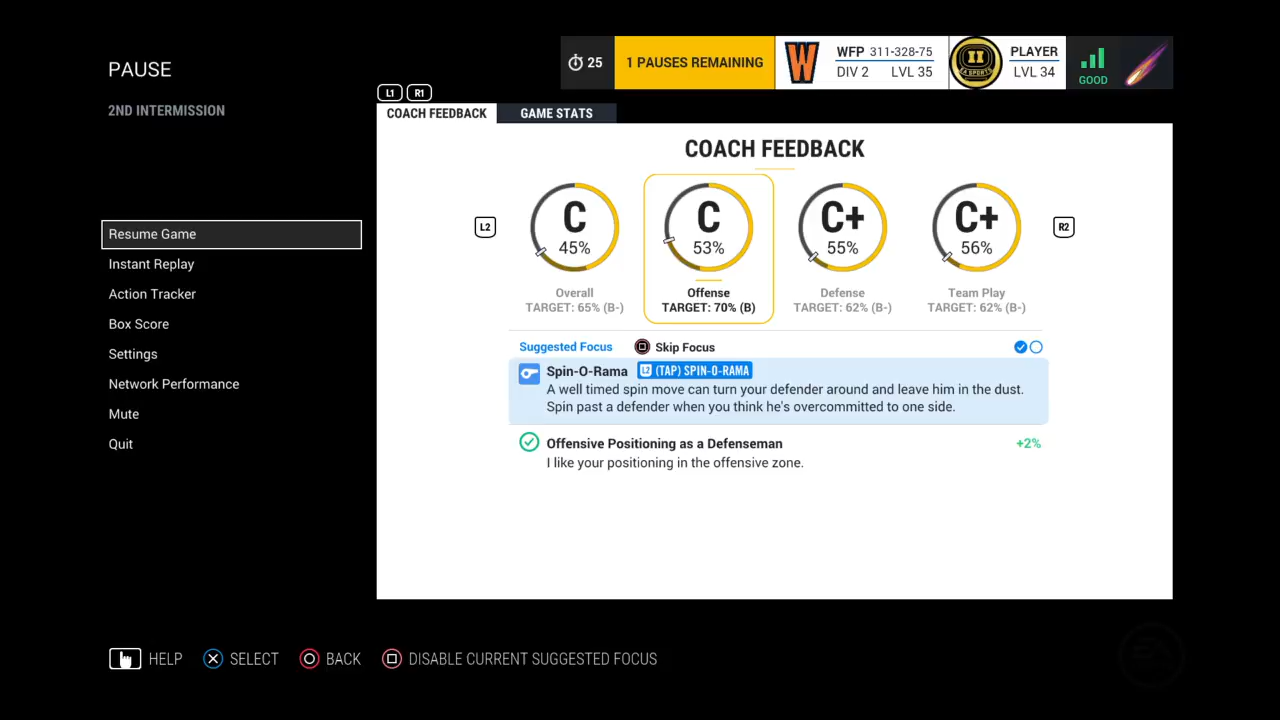 PAUSE
2ND INTERMISSION
25
1 PAUSES REMAINING
W
WFP 311-328-75
DIV 2 LVL 35
II
EA SPORTS
PLAYER
LVL 34
GOOD
L1 R1
COACH FEEDBACK
GAME STATS
Resume Game
Instant Replay
Action Tracker
Box Score
Settings
Network Performance
Mute
Quit
COACH FEEDBACK
L2
C
45%
Overall
TARGET: 65% (B-)
C
53%
Offense
TARGET: 70% (B)
C+
55%
Defense
TARGET: 62% (B-)
C+
56%
Team Play
TARGET: 62% (B-)
R2
Suggested Focus Skip Focus
Spin-O-Rama L2 (TAP) SPIN-O-RAMA
A well timed spin move can turn your defender around and leave him in the dust.
Spin past a defender when you think he's overcommitted to one side.
Offensive Positioning as a Defenseman +2%
I like your positioning in the offensive zone.
HELP SELECT BACK DISABLE CURRENT SUGGESTED FOCUS
EA